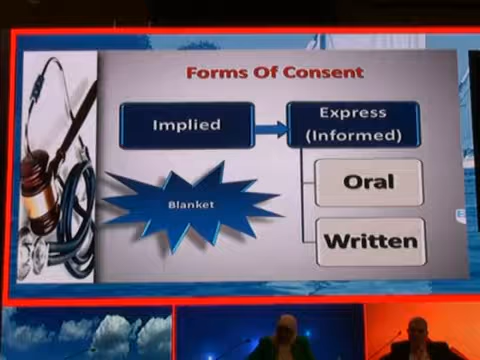 Forms Of Consent
Implied
Express
(Informed)
Blanket
Oral
Written